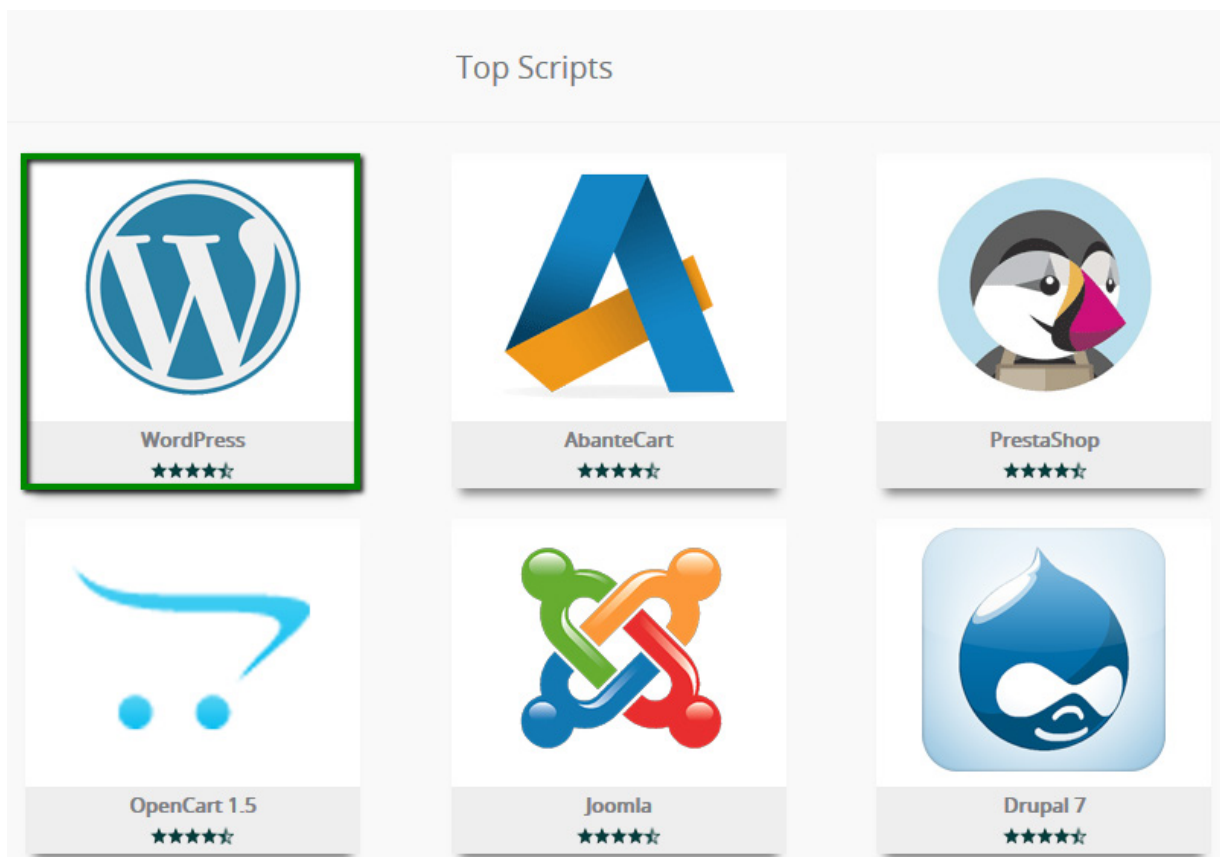 Top Scripts
WordPress
AbanteCart
PrestaShop
OpenCart 1.5
Joomla
Drupal 7